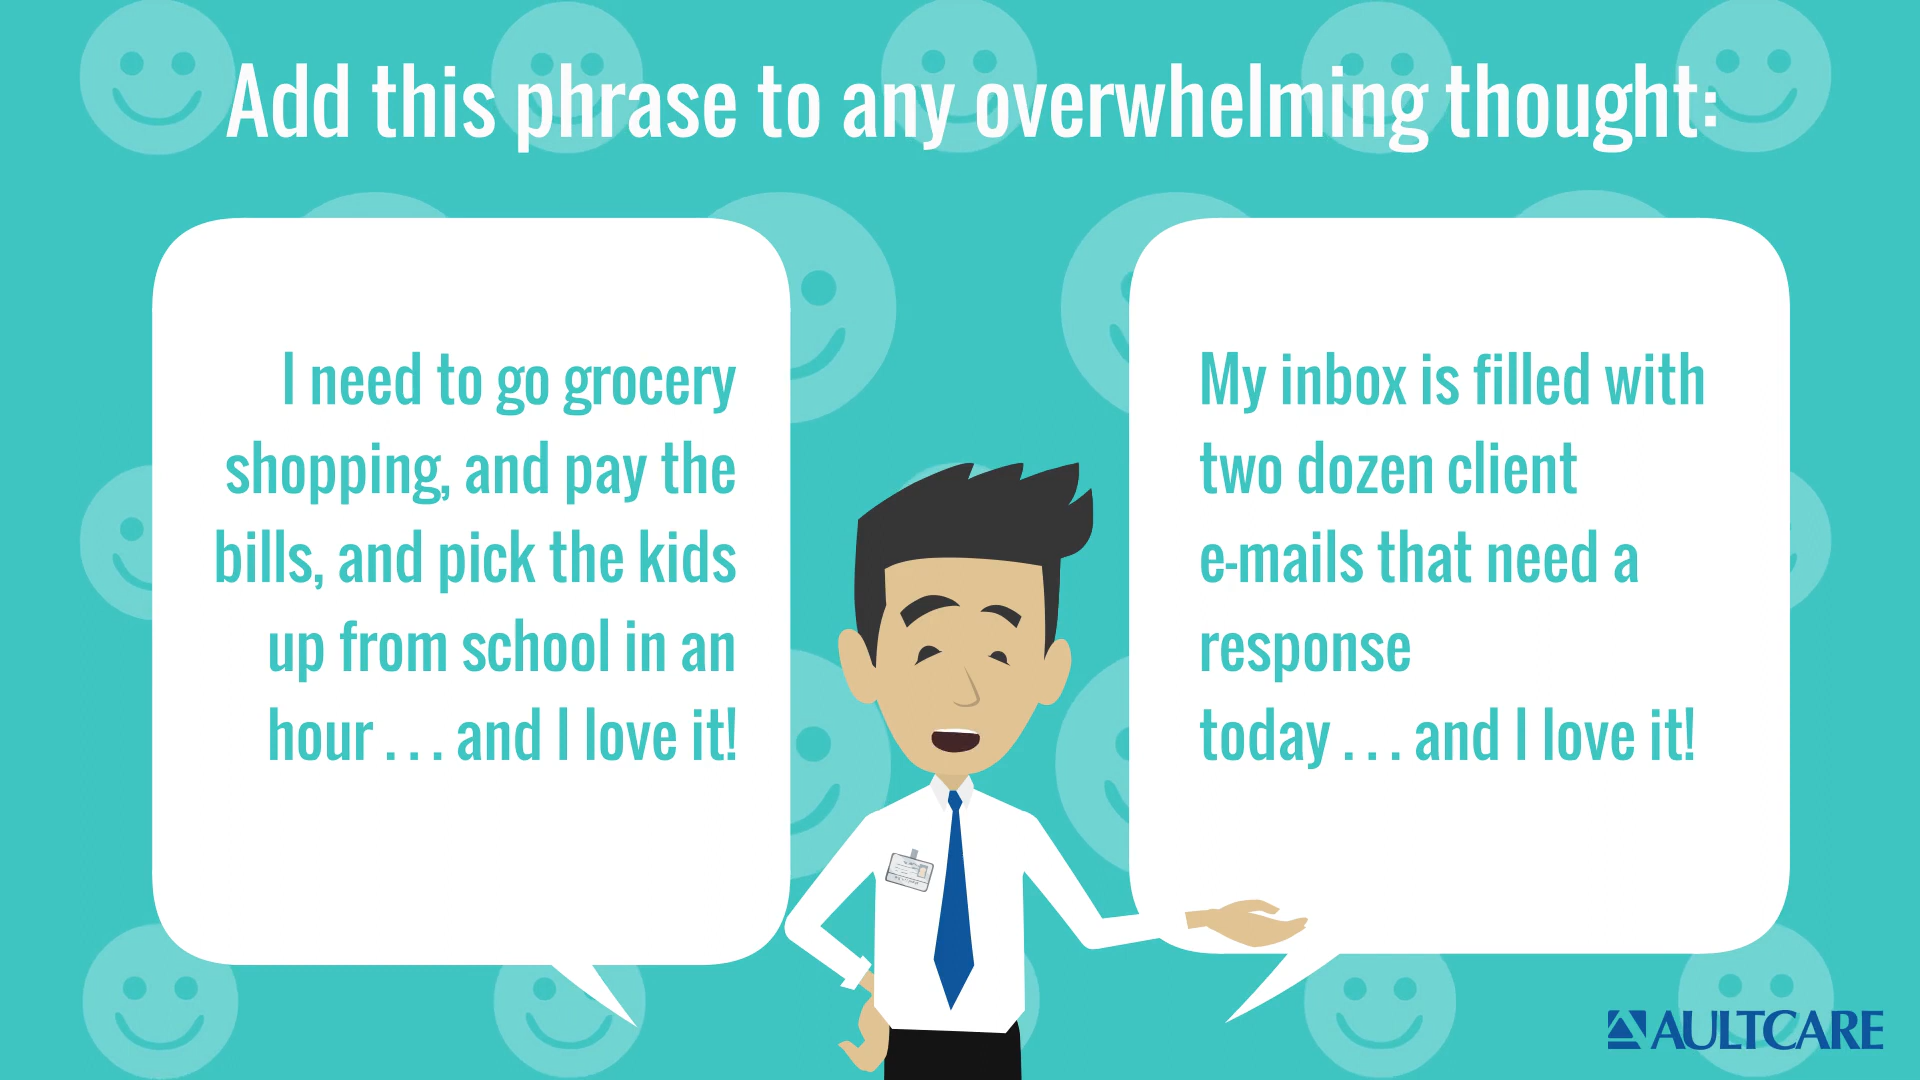 Add this phrase to any overwhelming thought:
I need to go grocery
shopping, and pay the
bills, and pick the kids
up from school in an
hour . . . and I love it!
My inbox is filled with
two dozen client
e-mails that need a
response
today . . . and I love it!
AULTCARE